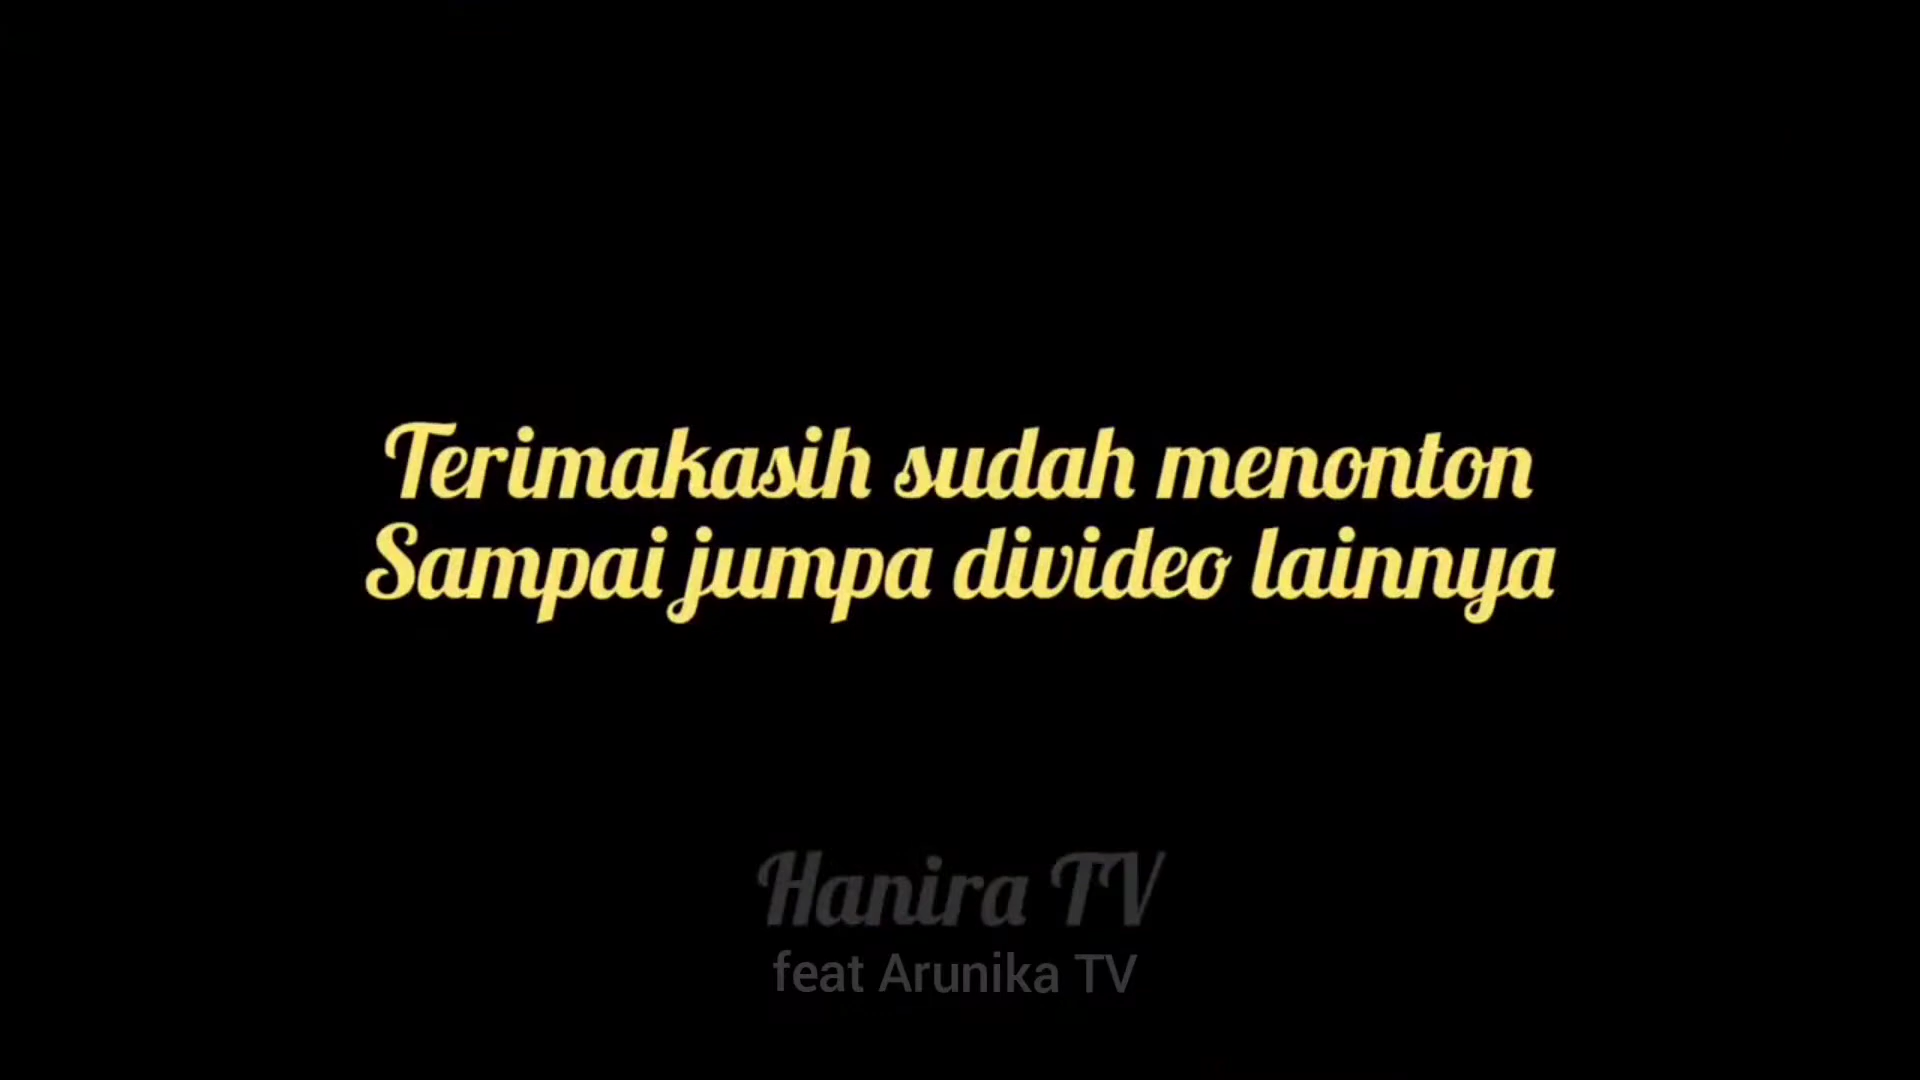 Terimakasih sudah menonton
Sampai jumpa divideo lainnya
Hanira TV
feat Arunika TV